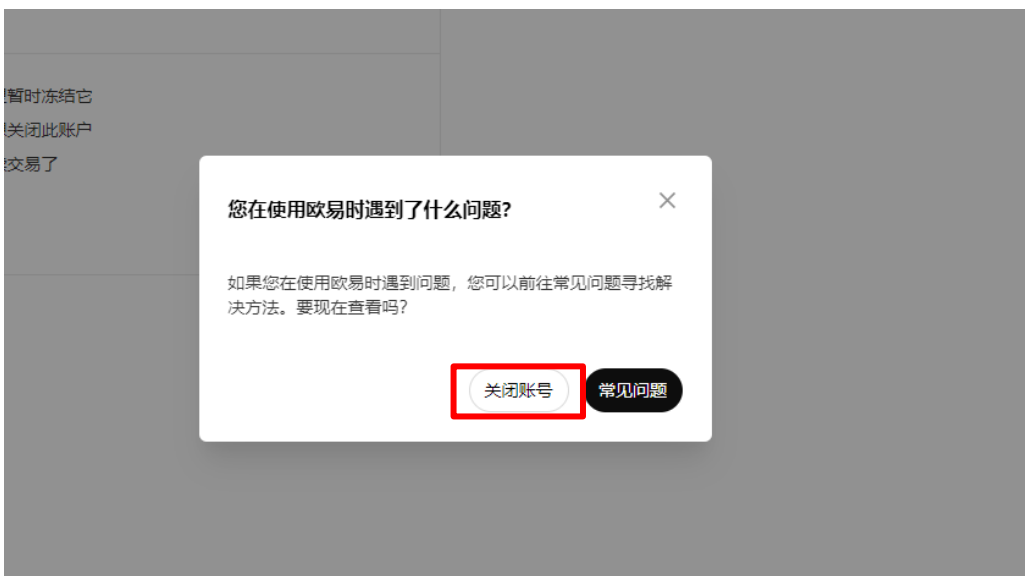 暂时冻结它
关闭此账户
交易了
您在使用欧易时遇到了什么问题?
如果您在使用欧易时遇到问题，您可以前往常见问题寻找解
决方法。要现在查看吗?
关闭账号
常见问题